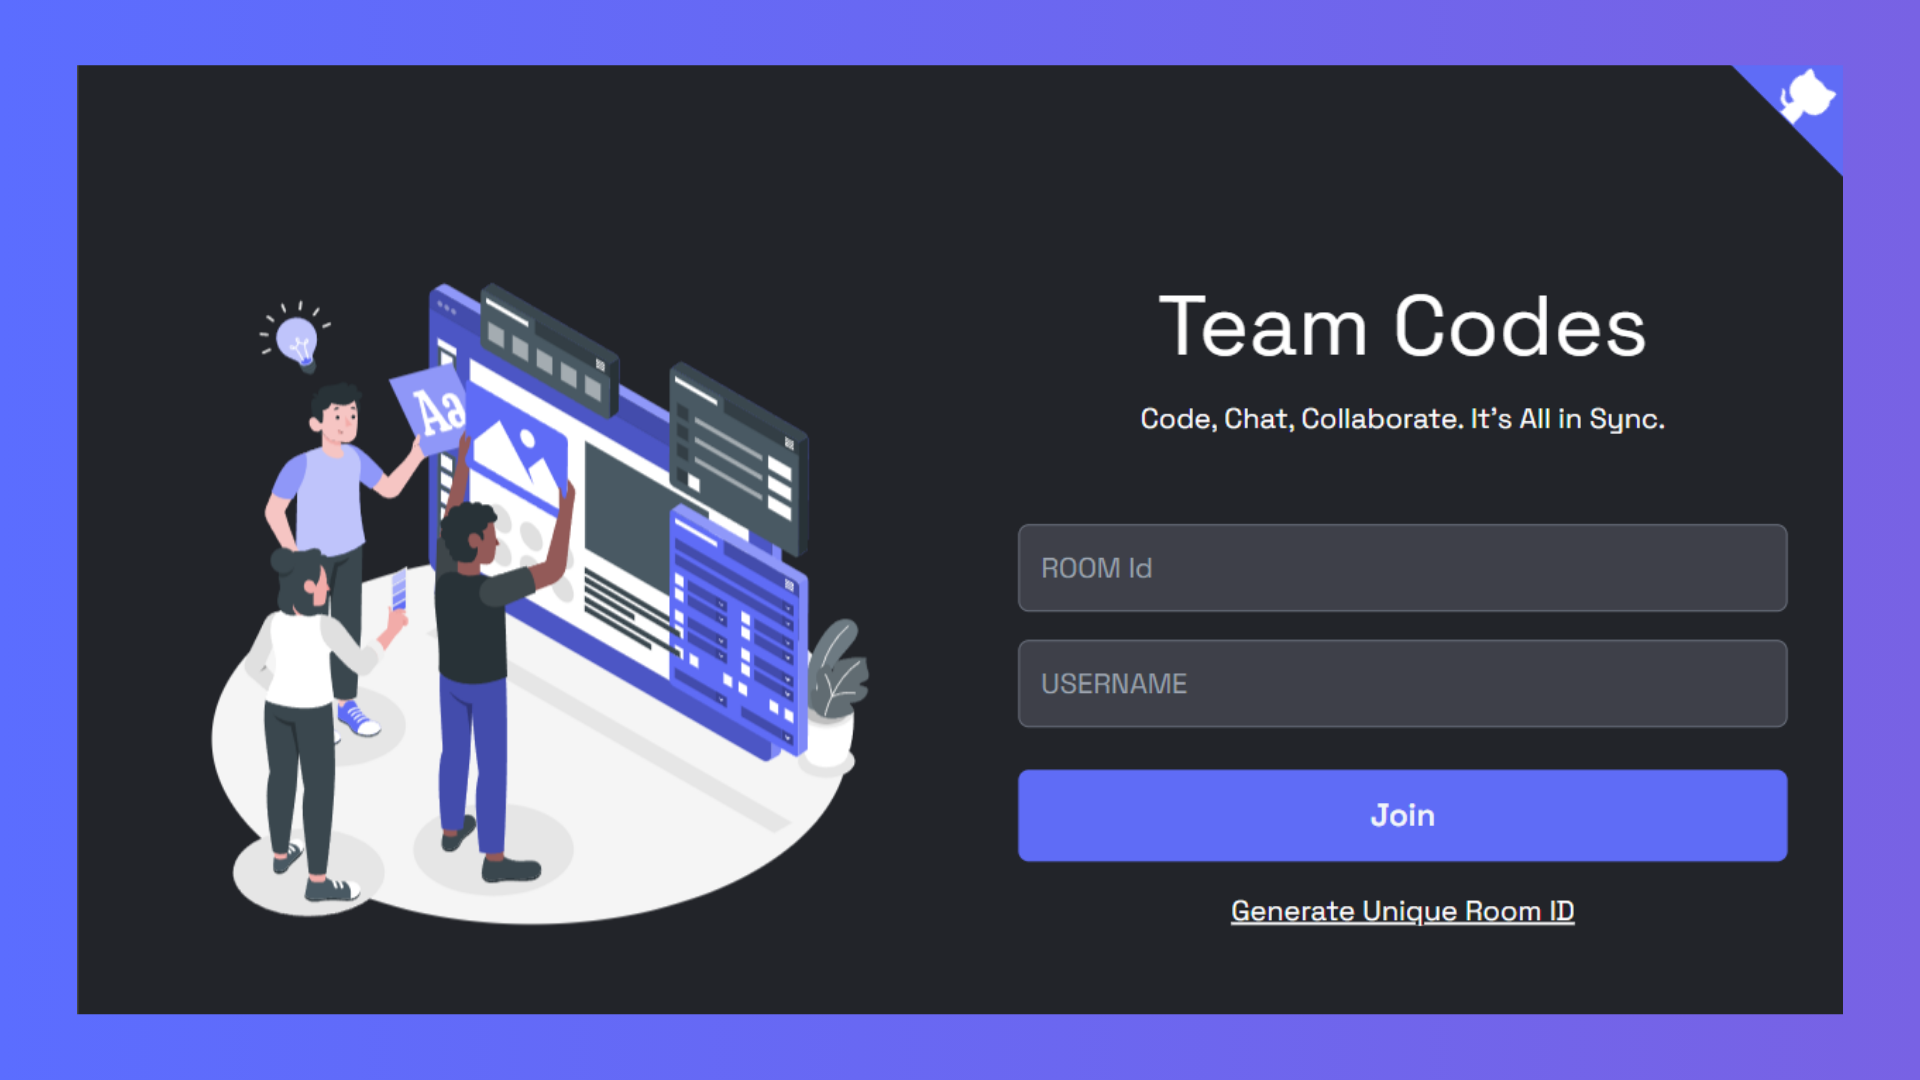 Aa
Team Codes
Code, Chat, Collaborate. It's All in Sync.
ROOM Id
USERNAME
Join
Generate Unique Room ID